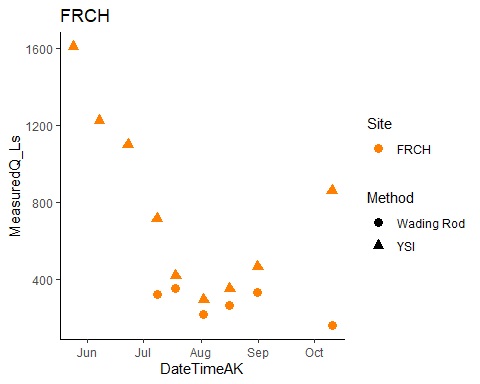 FRCH
1600
1200
800
400
MeasuredQ_Ls
Jun Jul Aug Sep Oct
DateTimeAK
Site
FRCH
Method
Wading Rod
YSI